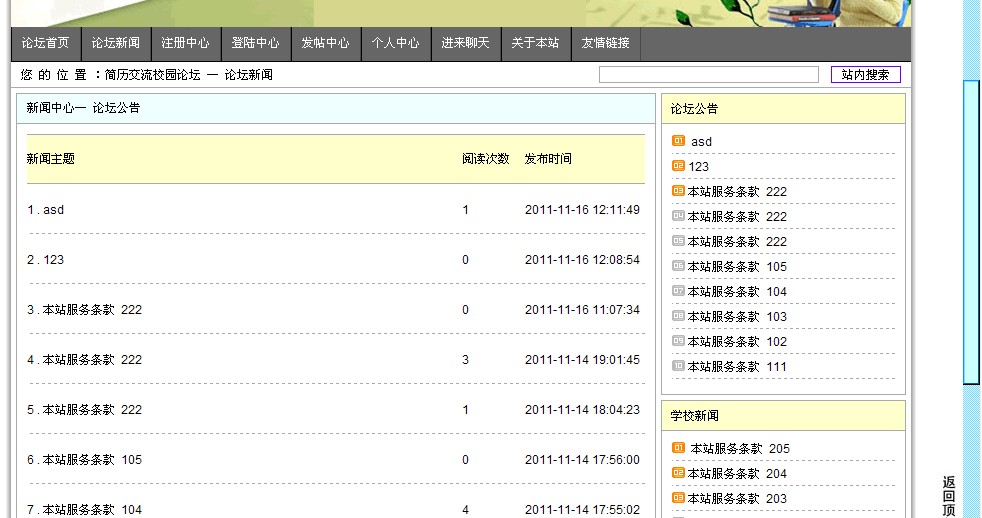 论坛首页 论坛新闻 注册中心 登陆中心 发帖中心 个人中心 进来聊天 关于本站 友情链接
您 的 位 置 ：简历交流校园论坛 一 论坛新闻 站内搜索
新闻中心一 论坛公告
新闻主题 阅读次数 发布时间
1 . asd 1 2011-11-16 12:11:49
2 . 123 0 2011-11-16 12:08:54
3 . 本站服务条款 222 0 2011-11-16 11:07:34
4 . 本站服务条款 222 3 2011-11-14 19:01:45
5 . 本站服务条款 222 1 2011-11-14 18:04:23
6 . 本站服务条款 105 0 2011-11-14 17:56:00
7 . 本站服务条款 104 4 2011-11-14 17:55:02
论坛公告
01 asd
02 123
03 本站服务条款 222
04 本站服务条款 222
05 本站服务条款 222
06 本站服务条款 105
07 本站服务条款 104
08 本站服务条款 103
09 本站服务条款 102
10 本站服务条款 111
学校新闻
01 本站服务条款 205
02 本站服务条款 204
03 本站服务条款 203
返回顶